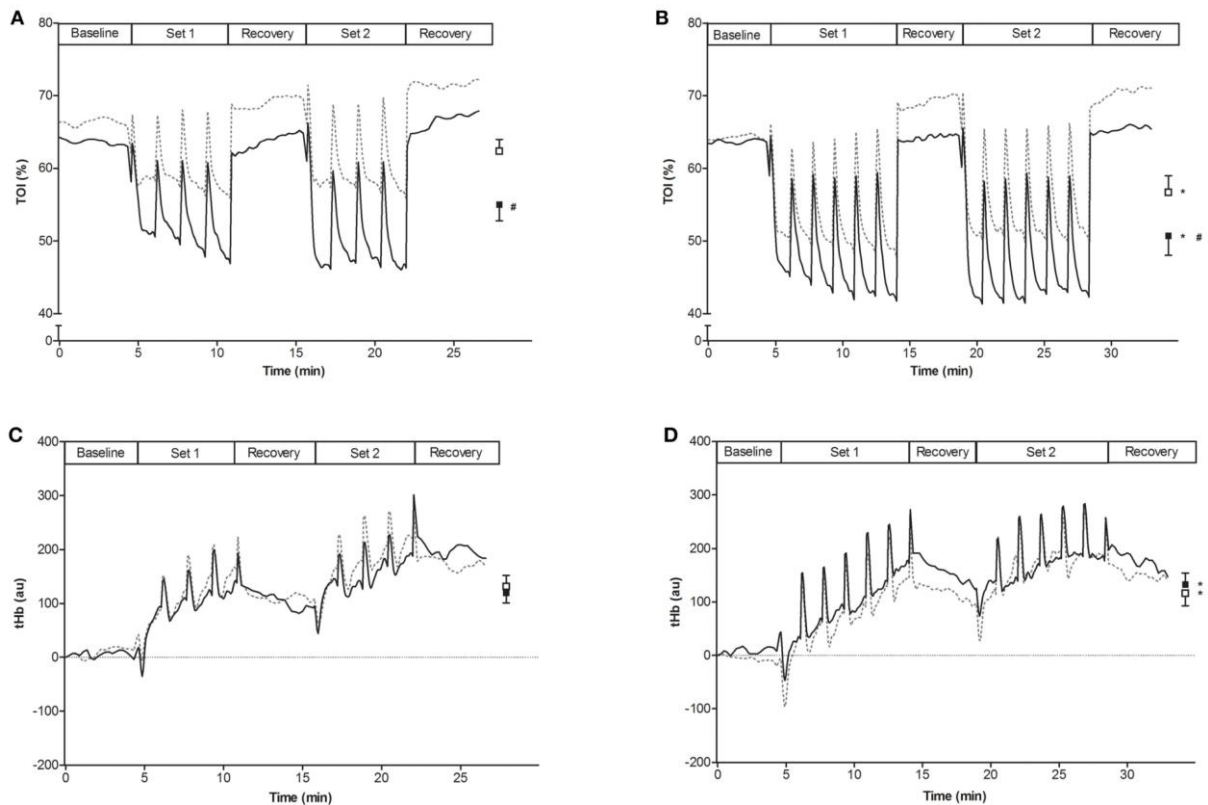 A
80
Baseline Set 1 Recovery Set 2 Recovery
70
60
50
40
0
TOI (%)
#
0 5 10 15 20 25
Time (min)
B
80
Baseline Set 1 Recovery Set 2 Recovery
70
60
50
40
0
TOI (%)
*
* #
0 5 10 15 20 25 30
Time (min)
C
400
Baseline Set 1 Recovery Set 2 Recovery
300
200
100
0
-100
-200
tHb (au)
0 5 10 15 20 25
Time (min)
D
400
Baseline Set 1 Recovery Set 2 Recovery
300
200
100
0
-100
-200
tHb (au)
*
*
0 5 10 15 20 25 30
Time (min)